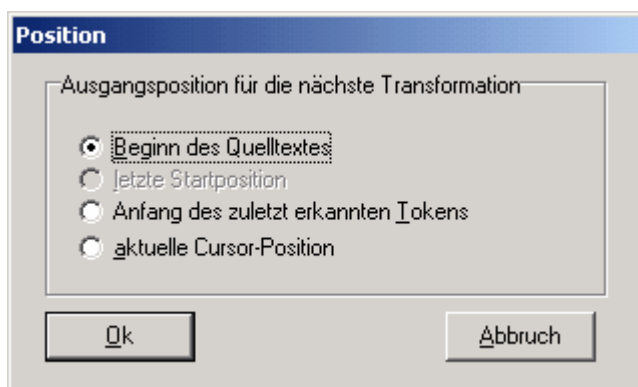 Position
Ausgangsposition für die nächste Transformation
Beginn des Quelltextes
letzte Startposition
Anfang des zuletzt erkannten Tokens
aktuelle Cursor-Position
Ok
Abbruch